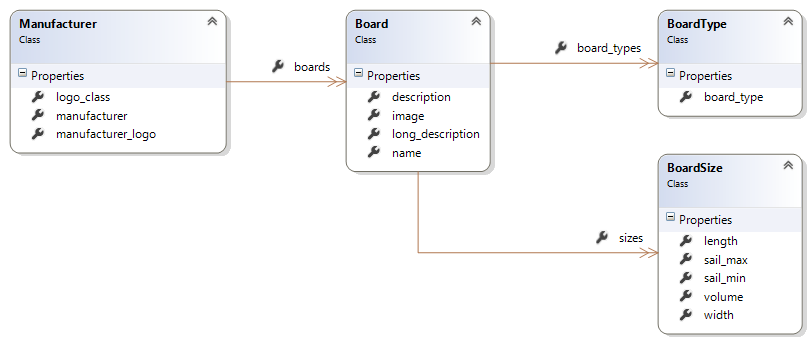 Manufacturer
Class
Properties
logo_class
manufacturer
manufacturer_logo
boards
Board
Class
Properties
description
image
long_description
name
board_types
BoardType
Class
Properties
board_type
sizes
BoardSize
Class
Properties
length
sail_max
sail_min
volume
width